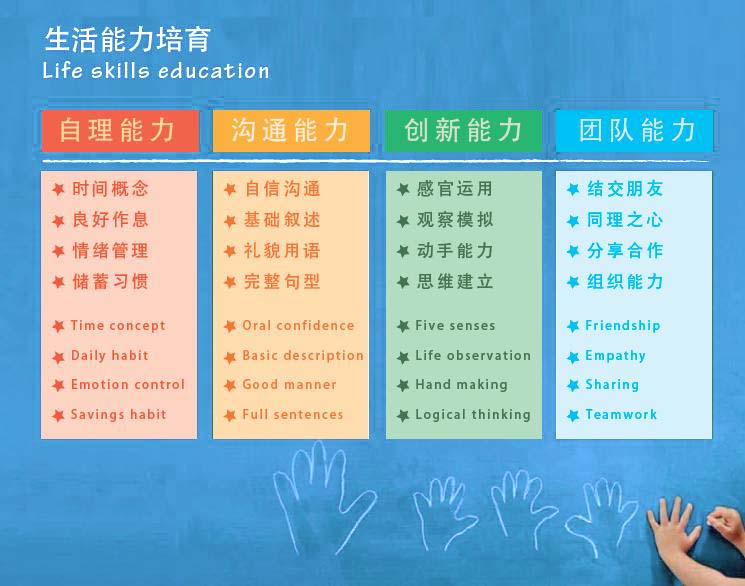 生活能力培育
Life skills education
自理能力
时间概念
良好作息
情绪管理
储蓄习惯
Time concept
Daily habit
Emotion control
Savings habit
沟通能力
自信沟通
基础叙述
礼貌用语
完整句型
Oral confidence
Basic description
Good manner
Full sentences
创新能力
感官运用
观察模拟
动手能力
思维建立
Five senses
Life observation
Hand making
Logical thinking
团队能力
结交朋友
同理之心
分享合作
组织能力
Friendship
Empathy
Sharing
Teamwork